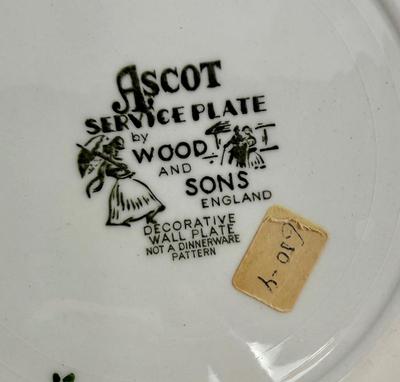 ASCOT
SERVICE PLATE
by
WOOD
AND
SONS
ENGLAND
DECORATIVE
WALL PLATE
NOT A DINNERWARE
PATTERN